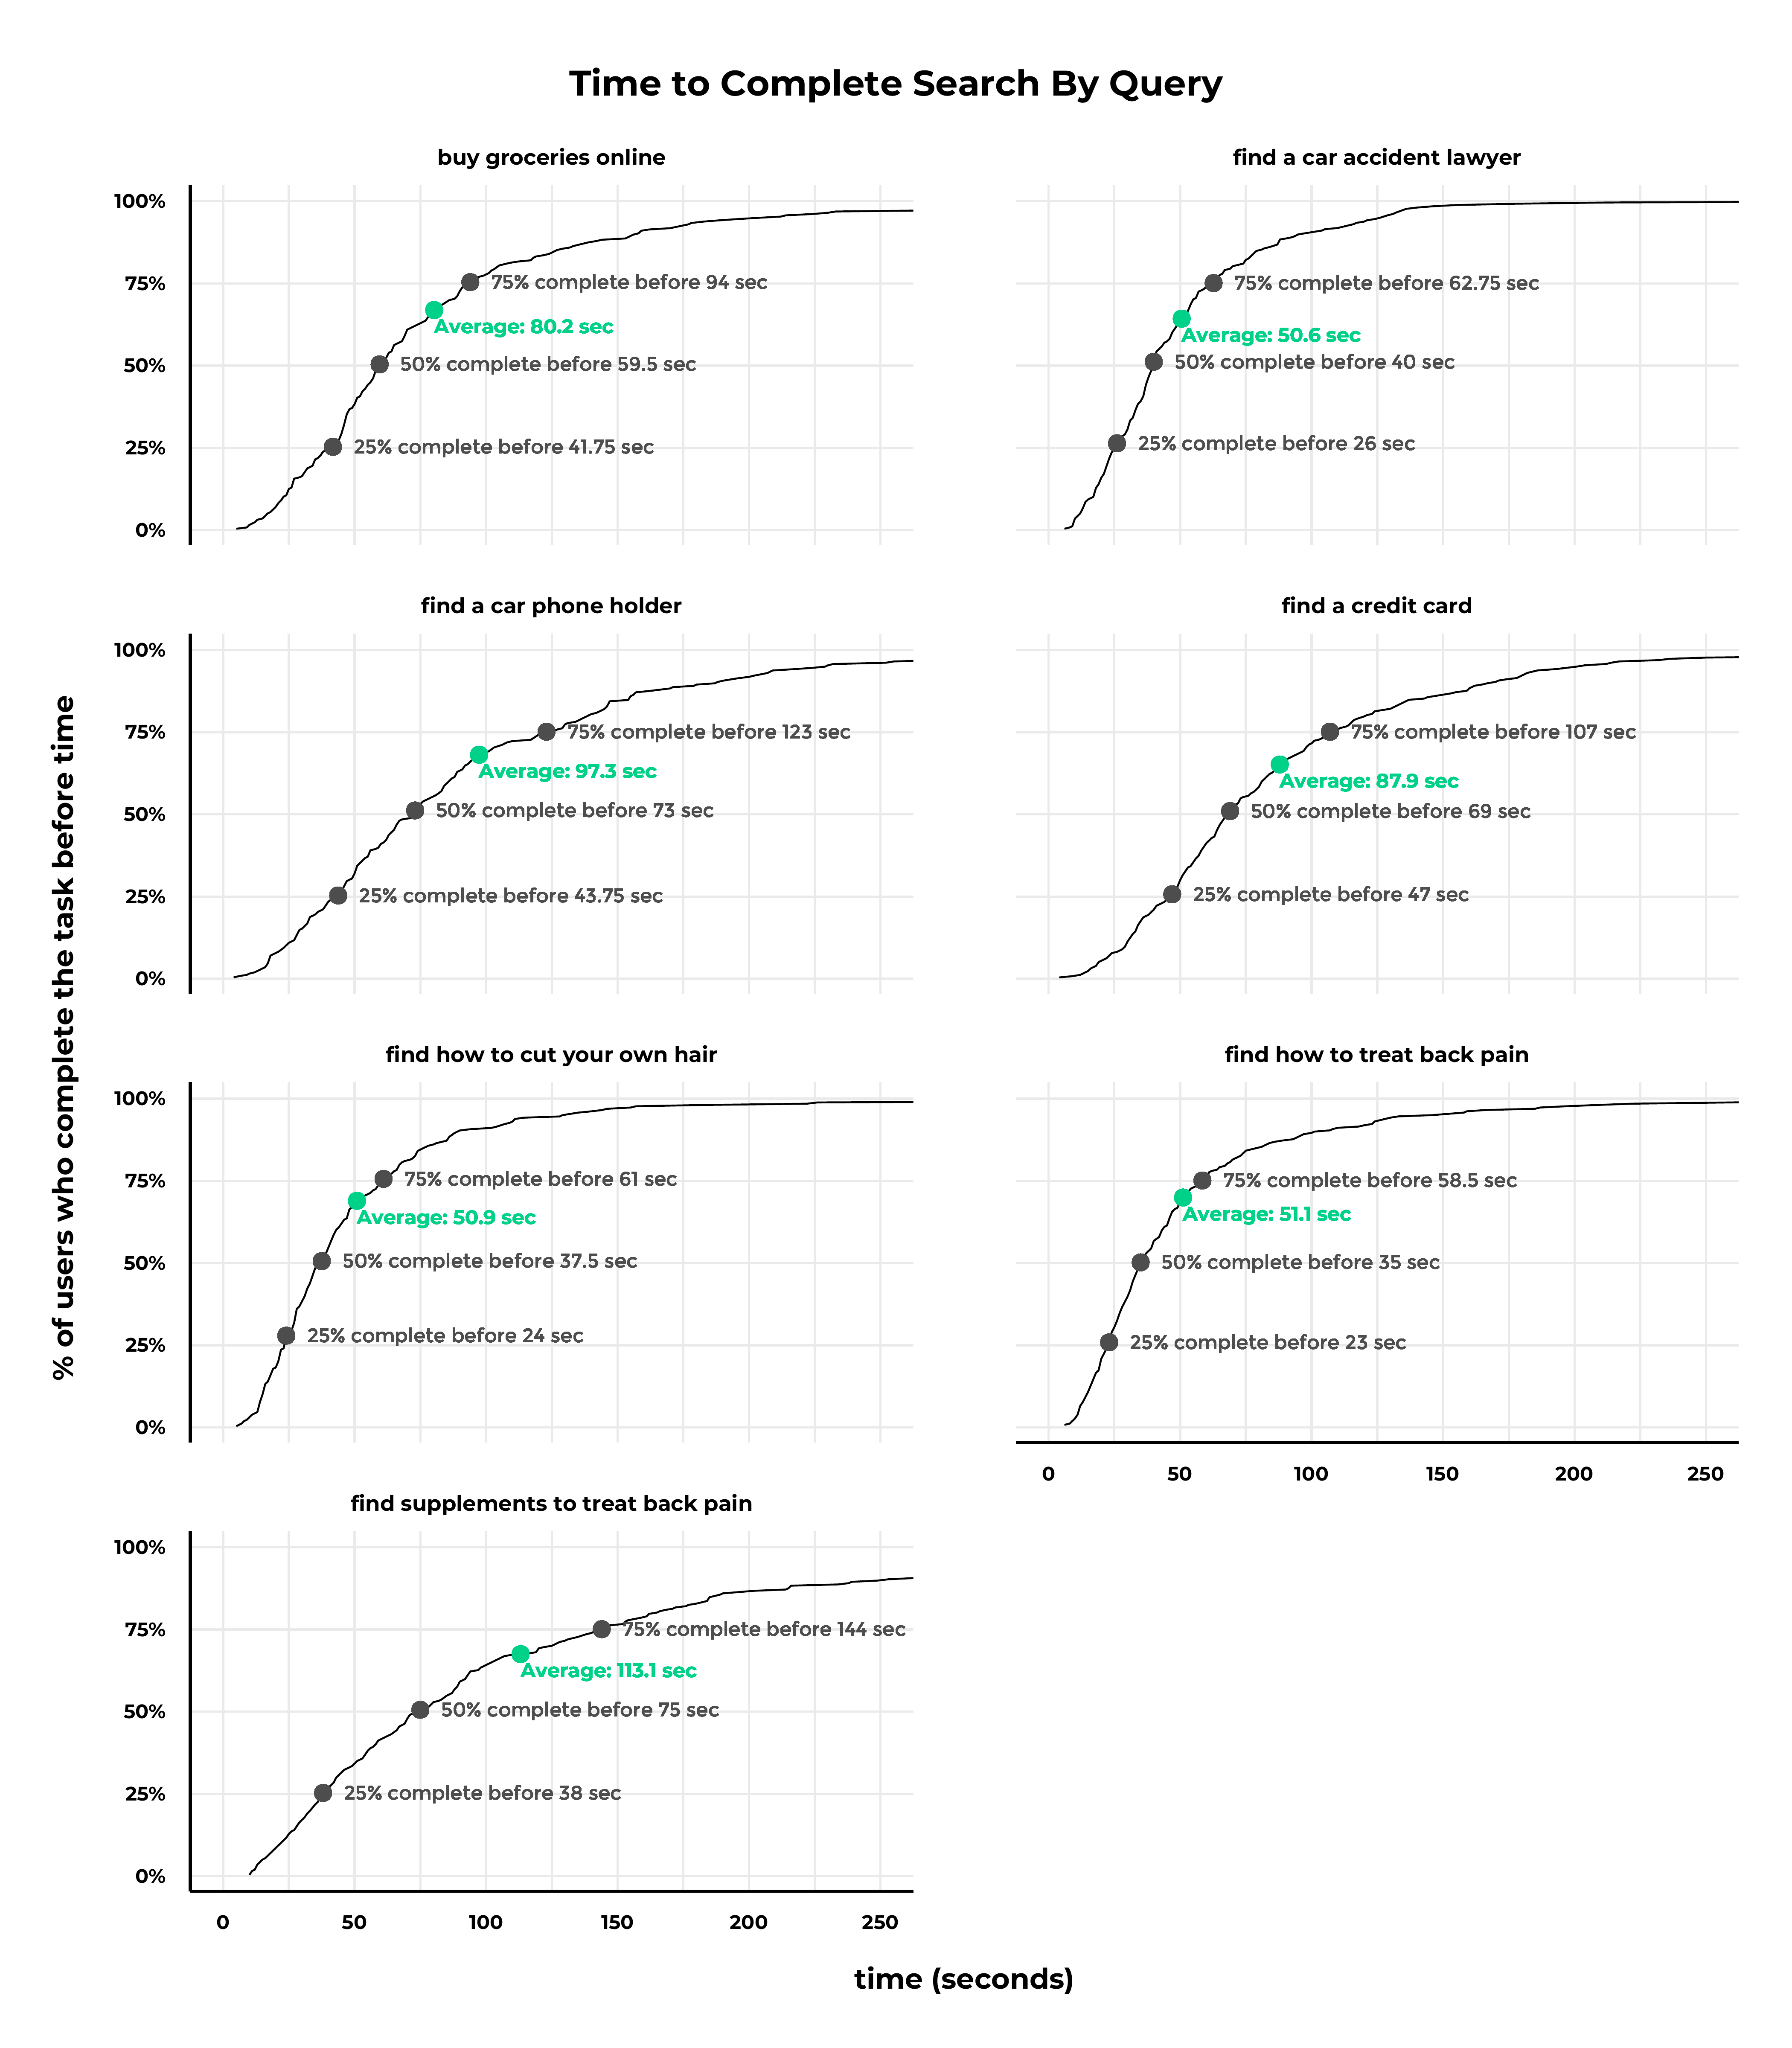 Time to Complete Search By Query
buy groceries online
100%
75%
50%
25%
0%
75% complete before 94 sec
Average: 80.2 sec
50% complete before 59.5 sec
25% complete before 41.75 sec
find a car accident lawyer
75% complete before 62.75 sec
Average: 50.6 sec
50% complete before 40 sec
25% complete before 26 sec
% of users who complete the task before time
find a car phone holder
100%
75%
50%
25%
0%
75% complete before 123 sec
Average: 97.3 sec
50% complete before 73 sec
25% complete before 43.75 sec
find a credit card
75% complete before 107 sec
Average: 87.9 sec
50% complete before 69 sec
25% complete before 47 sec
find how to cut your own hair
100%
75%
50%
25%
0%
75% complete before 61 sec
Average: 50.9 sec
50% complete before 37.5 sec
25% complete before 24 sec
find how to treat back pain
75% complete before 58.5 sec
Average: 51.1 sec
50% complete before 35 sec
25% complete before 23 sec
0 50 100 150 200 250
find supplements to treat back pain
100%
75%
50%
25%
0%
75% complete before 144 sec
Average: 113.1 sec
50% complete before 75 sec
25% complete before 38 sec
0 50 100 150 200 250
time (seconds)